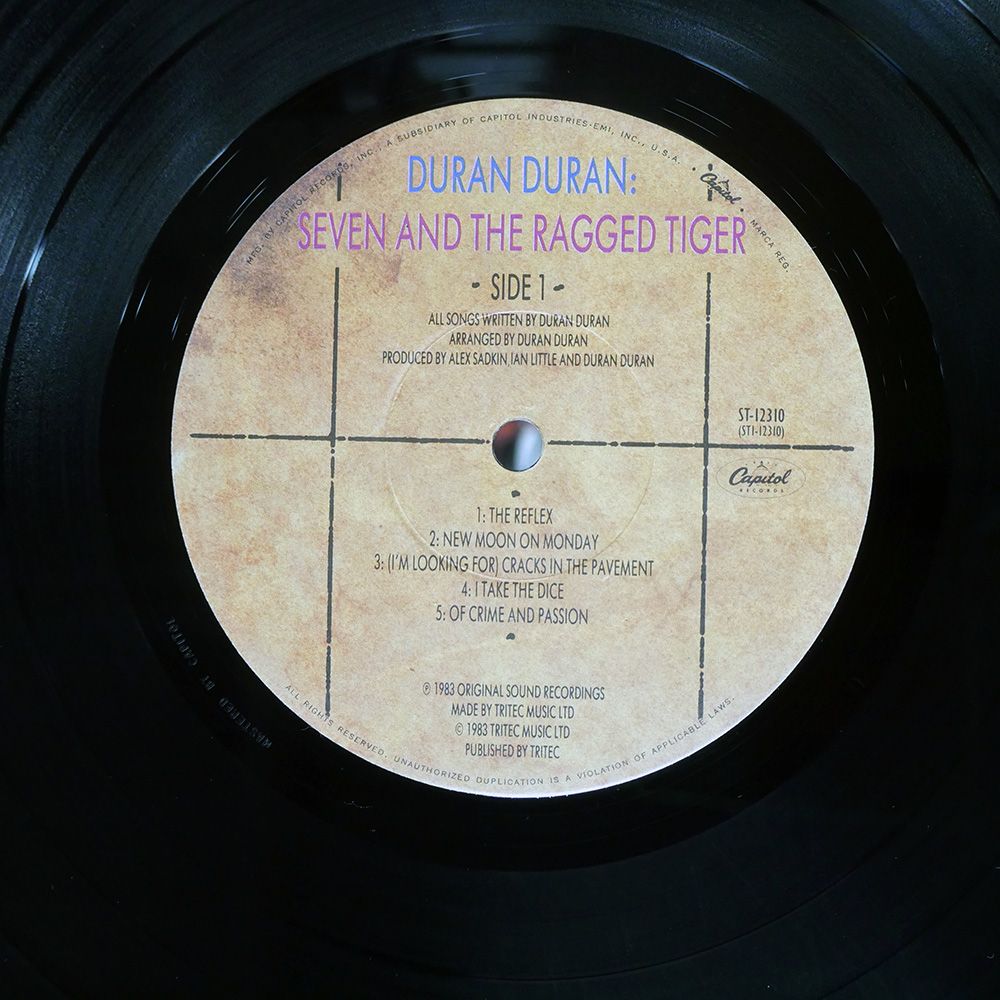 MFG. BY CAPITOL RECORDS, INC., A SUBSIDIARY OF CAPITOL INDUSTRIES-EMI, INC., U.S.A. • Capitol • MARCA REG.
DURAN DURAN:
SEVEN AND THE RAGGED TIGER
- SIDE 1 -
ALL SONGS WRITTEN BY DURAN DURAN
ARRANGED BY DURAN DURAN
PRODUCED BY ALEX SADKIN, IAN LITTLE AND DURAN DURAN
ST-12310
(ST1-12310)
Capitol
RECORDS
1: THE REFLEX
2: NEW MOON ON MONDAY
3: (I'M LOOKING FOR) CRACKS IN THE PAVEMENT
4: I TAKE THE DICE
5: OF CRIME AND PASSION
℗ 1983 ORIGINAL SOUND RECORDINGS
MADE BY TRITEC MUSIC LTD
© 1983 TRITEC MUSIC LTD
PUBLISHED BY TRITEC
ALL RIGHTS RESERVED. UNAUTHORIZED DUPLICATION IS A VIOLATION OF APPLICABLE LAWS.
MASTERED BY CAPITOL